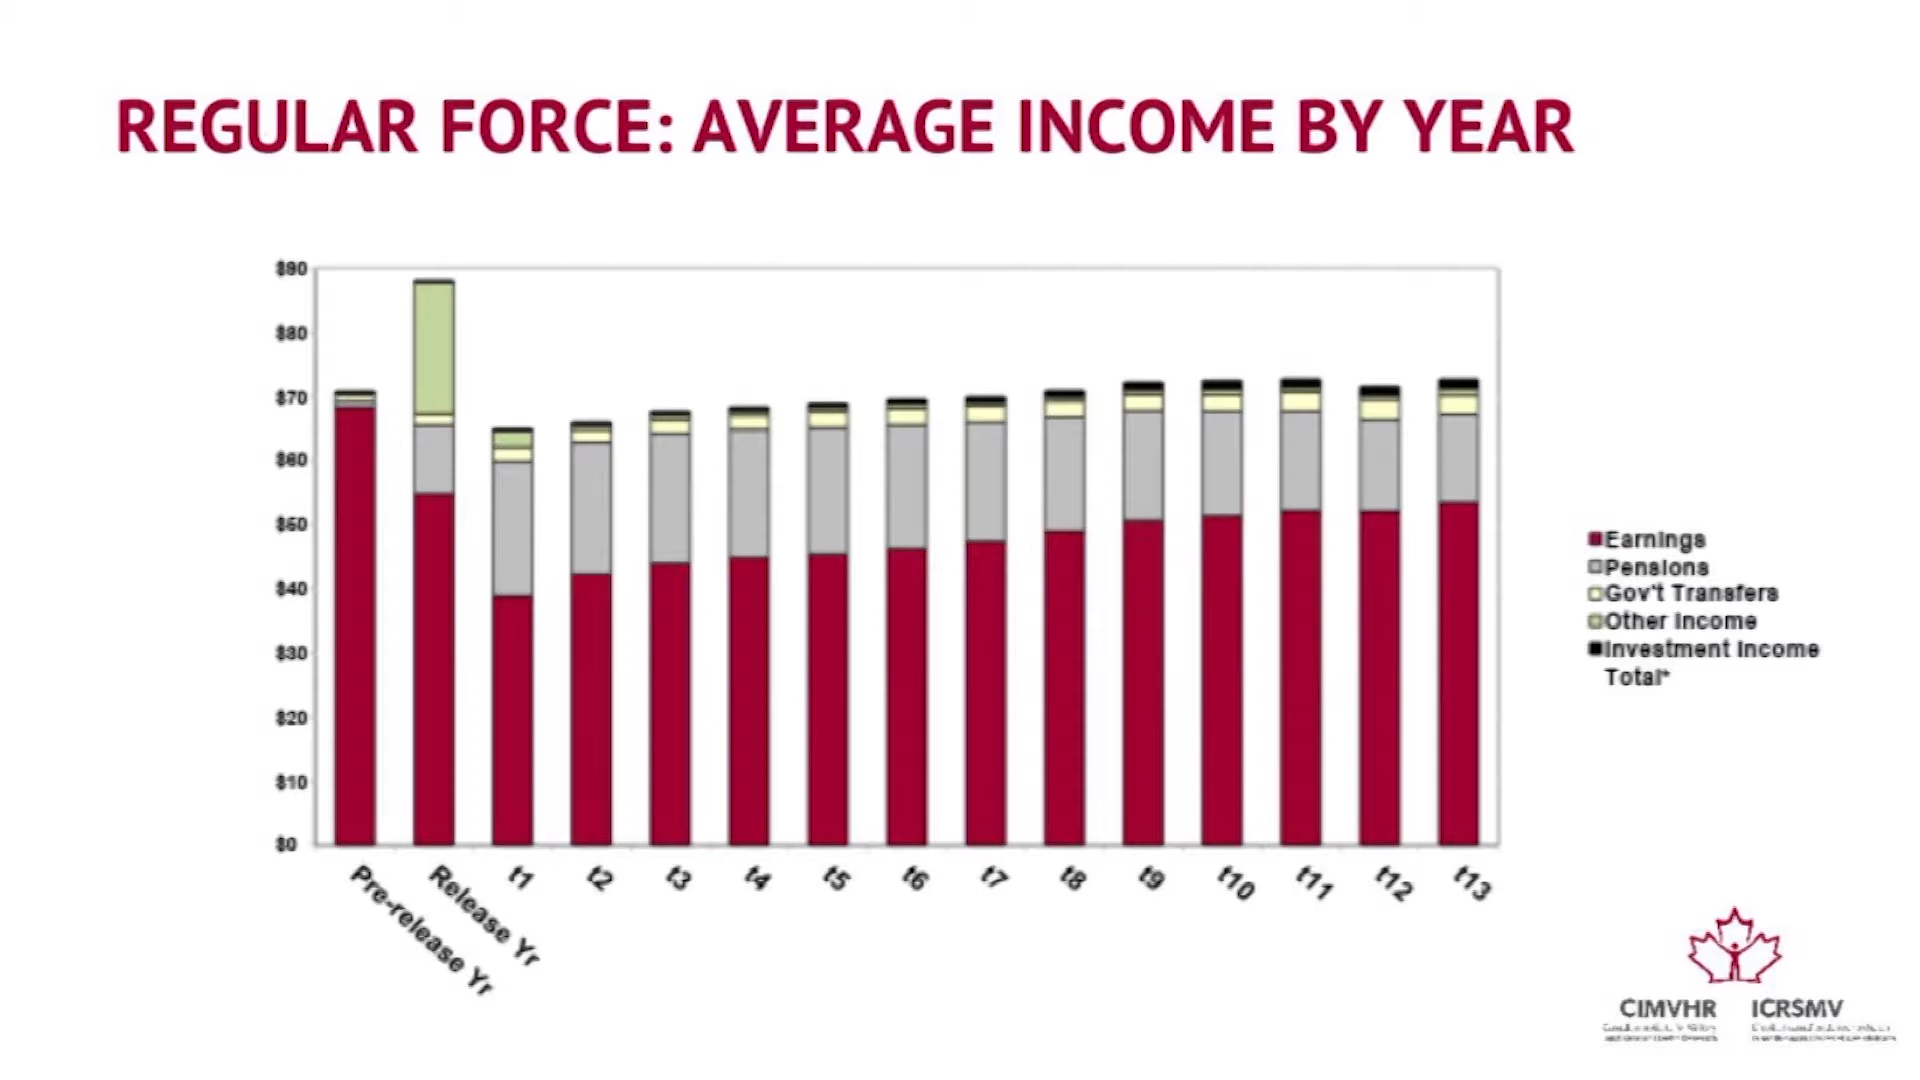 REGULAR FORCE: AVERAGE INCOME BY YEAR
$90
$80
$70
$60
$50
$40
$30
$20
$10
$0
Pre-release Yr
Release Yr
t1
t2
t3
t4
t5
t6
t7
t8
t9
t10
t11
t12
t13
Earnings
Pensions
Gov't Transfers
Other Income
Investment Income
Total*
CIMVHR
ICRSMV